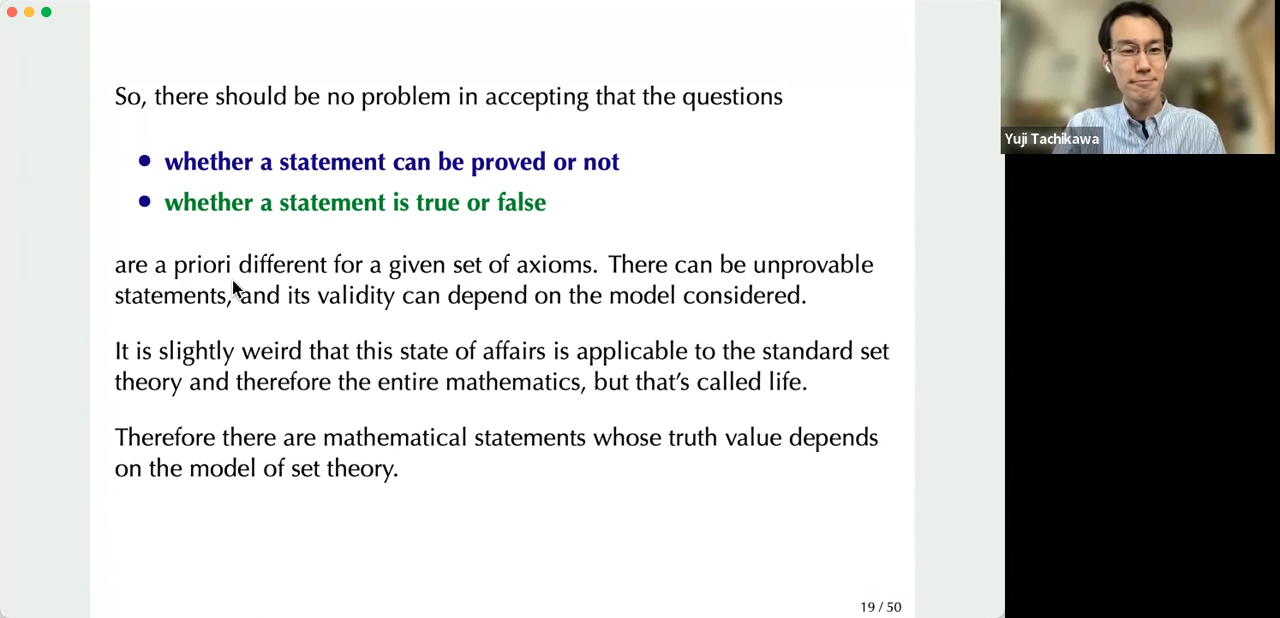 So, there should be no problem in accepting that the questions
• whether a statement can be proved or not
• whether a statement is true or false
are a priori different for a given set of axioms. There can be unprovable
statements, and its validity can depend on the model considered.
It is slightly weird that this state of affairs is applicable to the standard set
theory and therefore the entire mathematics, but that's called life.
Therefore there are mathematical statements whose truth value depends
on the model of set theory.
19 / 50
Yuji Tachikawa